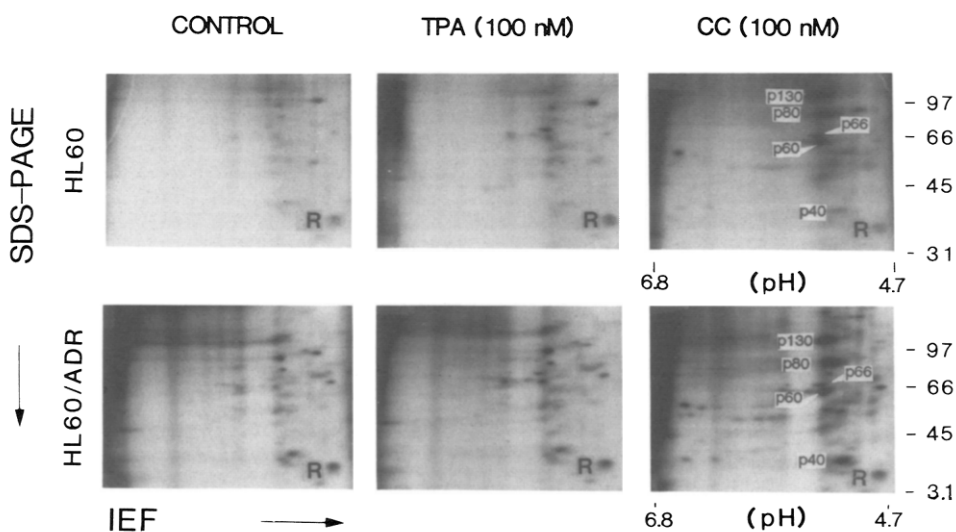 CONTROL TPA (100 nM) CC (100 nM)
SDS-PAGE
HL60
R
R
p130
p80
p66
p60
p40
R
- 97
- 66
- 45
- 31
6.8 (pH) 4.7
HL60/ADR
R
R
p130
p80
p66
p60
p40
R
- 97
- 66
- 45
- 31
IEF
6.8 (pH) 4.7